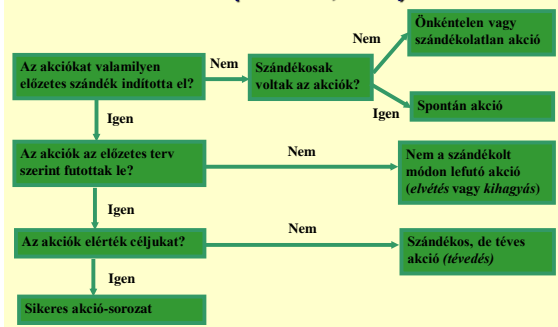 Önkéntelen vagy
szándékolatlan akció
Nem
Az akciókat valamilyen
előzetes szándék indította el?
Nem
Szándékosak
voltak az akciók?
Igen
Spontán akció
Igen
Az akciók az előzetes terv
szerint futottak le?
Nem
Nem a szándékolt
módon lefutó akció
(elvétés vagy kihagyás)
Igen
Az akciók elérték céljukat?
Nem
Szándékos, de téves
akció (tévedés)
Igen
Sikeres akció-sorozat